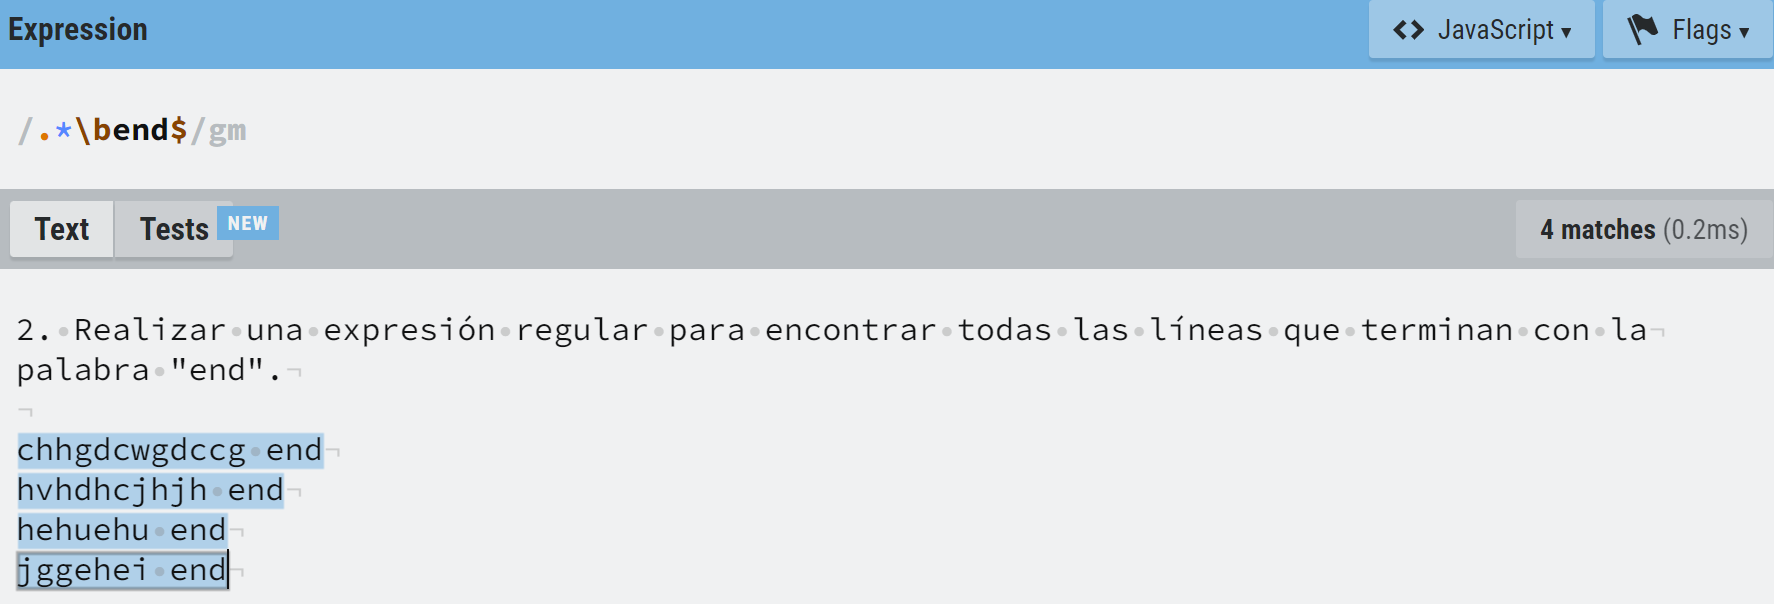 Expression
<> JavaScript ▾
Flags ▾
/.*\bend$/gm
Text
Tests
NEW
4 matches (0.2ms)
2.•Realizar•una•expresión•regular•para•encontrar•todas•las•líneas•que•terminan•con•la¬
palabra•"end".¬
¬
chhgdcwgdccg•end¬
hvhdhcjhjh•end¬
hehuehu•end¬
jggehei•end¬